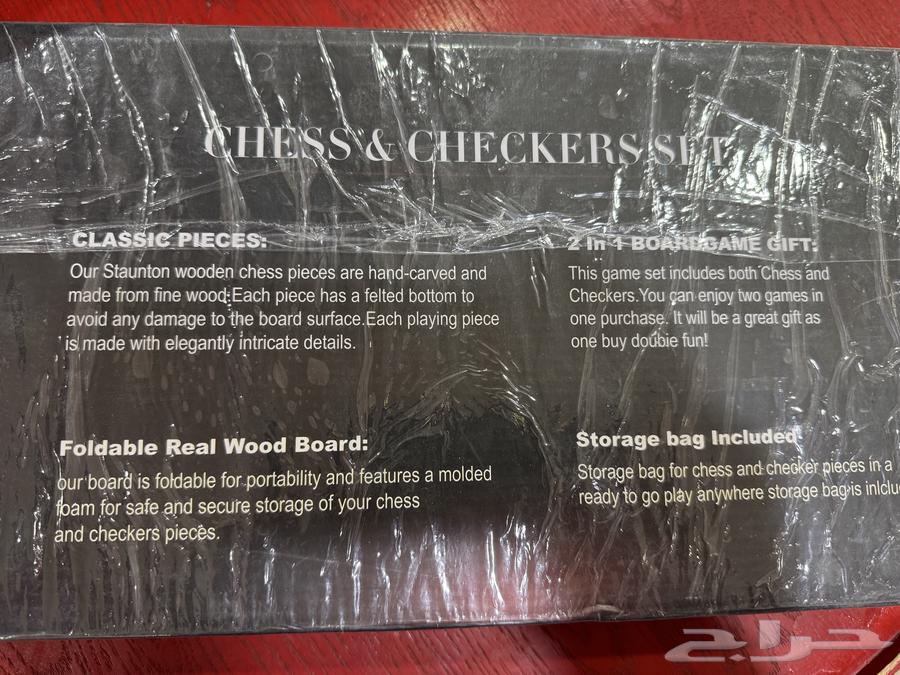 CHESS & CHECKERS SET
CLASSIC PIECES:
Our Staunton wooden chess pieces are hand-carved and
made from fine wood.Each piece has a felted bottom to
avoid any damage to the board surface.Each playing piece
is made with elegantly intricate details.
2 in 1 BOARDGAME GIFT:
This game set includes both Chess and
Checkers.You can enjoy two games in
one purchase. It will be a great gift as
one buy doubie fun!
Foldable Real Wood Board:
our board is foldable for portability and features a molded
foam for safe and secure storage of your chess
and checkers pieces.
Storage bag Included
Storage bag for chess and checker pieces in a
ready to go play anywhere storage bag is
حراج